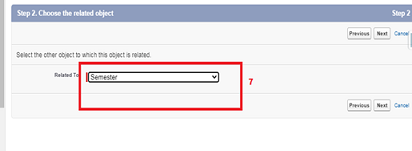 Step 2. Choose the related object Step 2
Previous Next Cancel
Select the other object to which this object is related.
Related To Semester
7
Previous Next Cancel